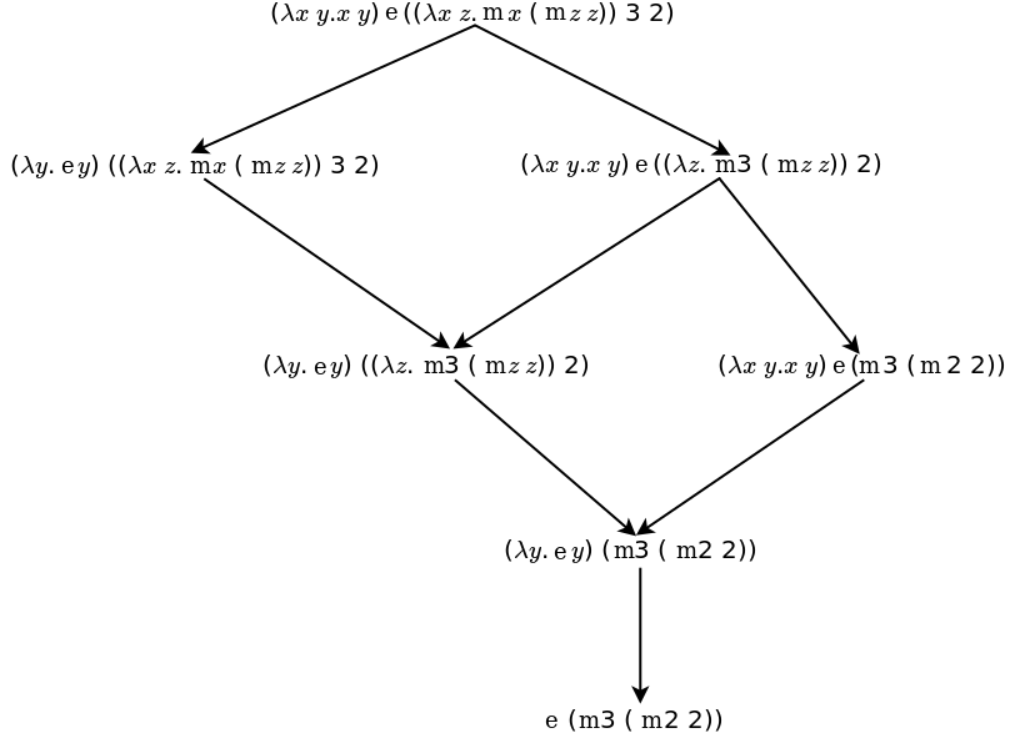 (λx y.x y) e ((λx z. m x ( m z z)) 3 2)
(λy. e y) ((λx z. mx ( m z z)) 3 2)
(λx y.x y) e ((λz. m3 ( m z z)) 2)
(λy. e y) ((λz. m3 ( m z z)) 2)
(λx y.x y) e (m3 ( m 2 2))
(λy. e y) (m3 ( m2 2))
e (m3 ( m2 2))